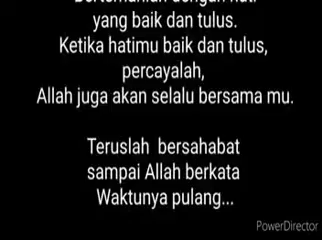 yang baik dan tulus.
Ketika hatimu baik dan tulus,
percayalah,
Allah juga akan selalu bersama mu.
Teruslah bersahabat
sampai Allah berkata
Waktunya pulang...
PowerDirector